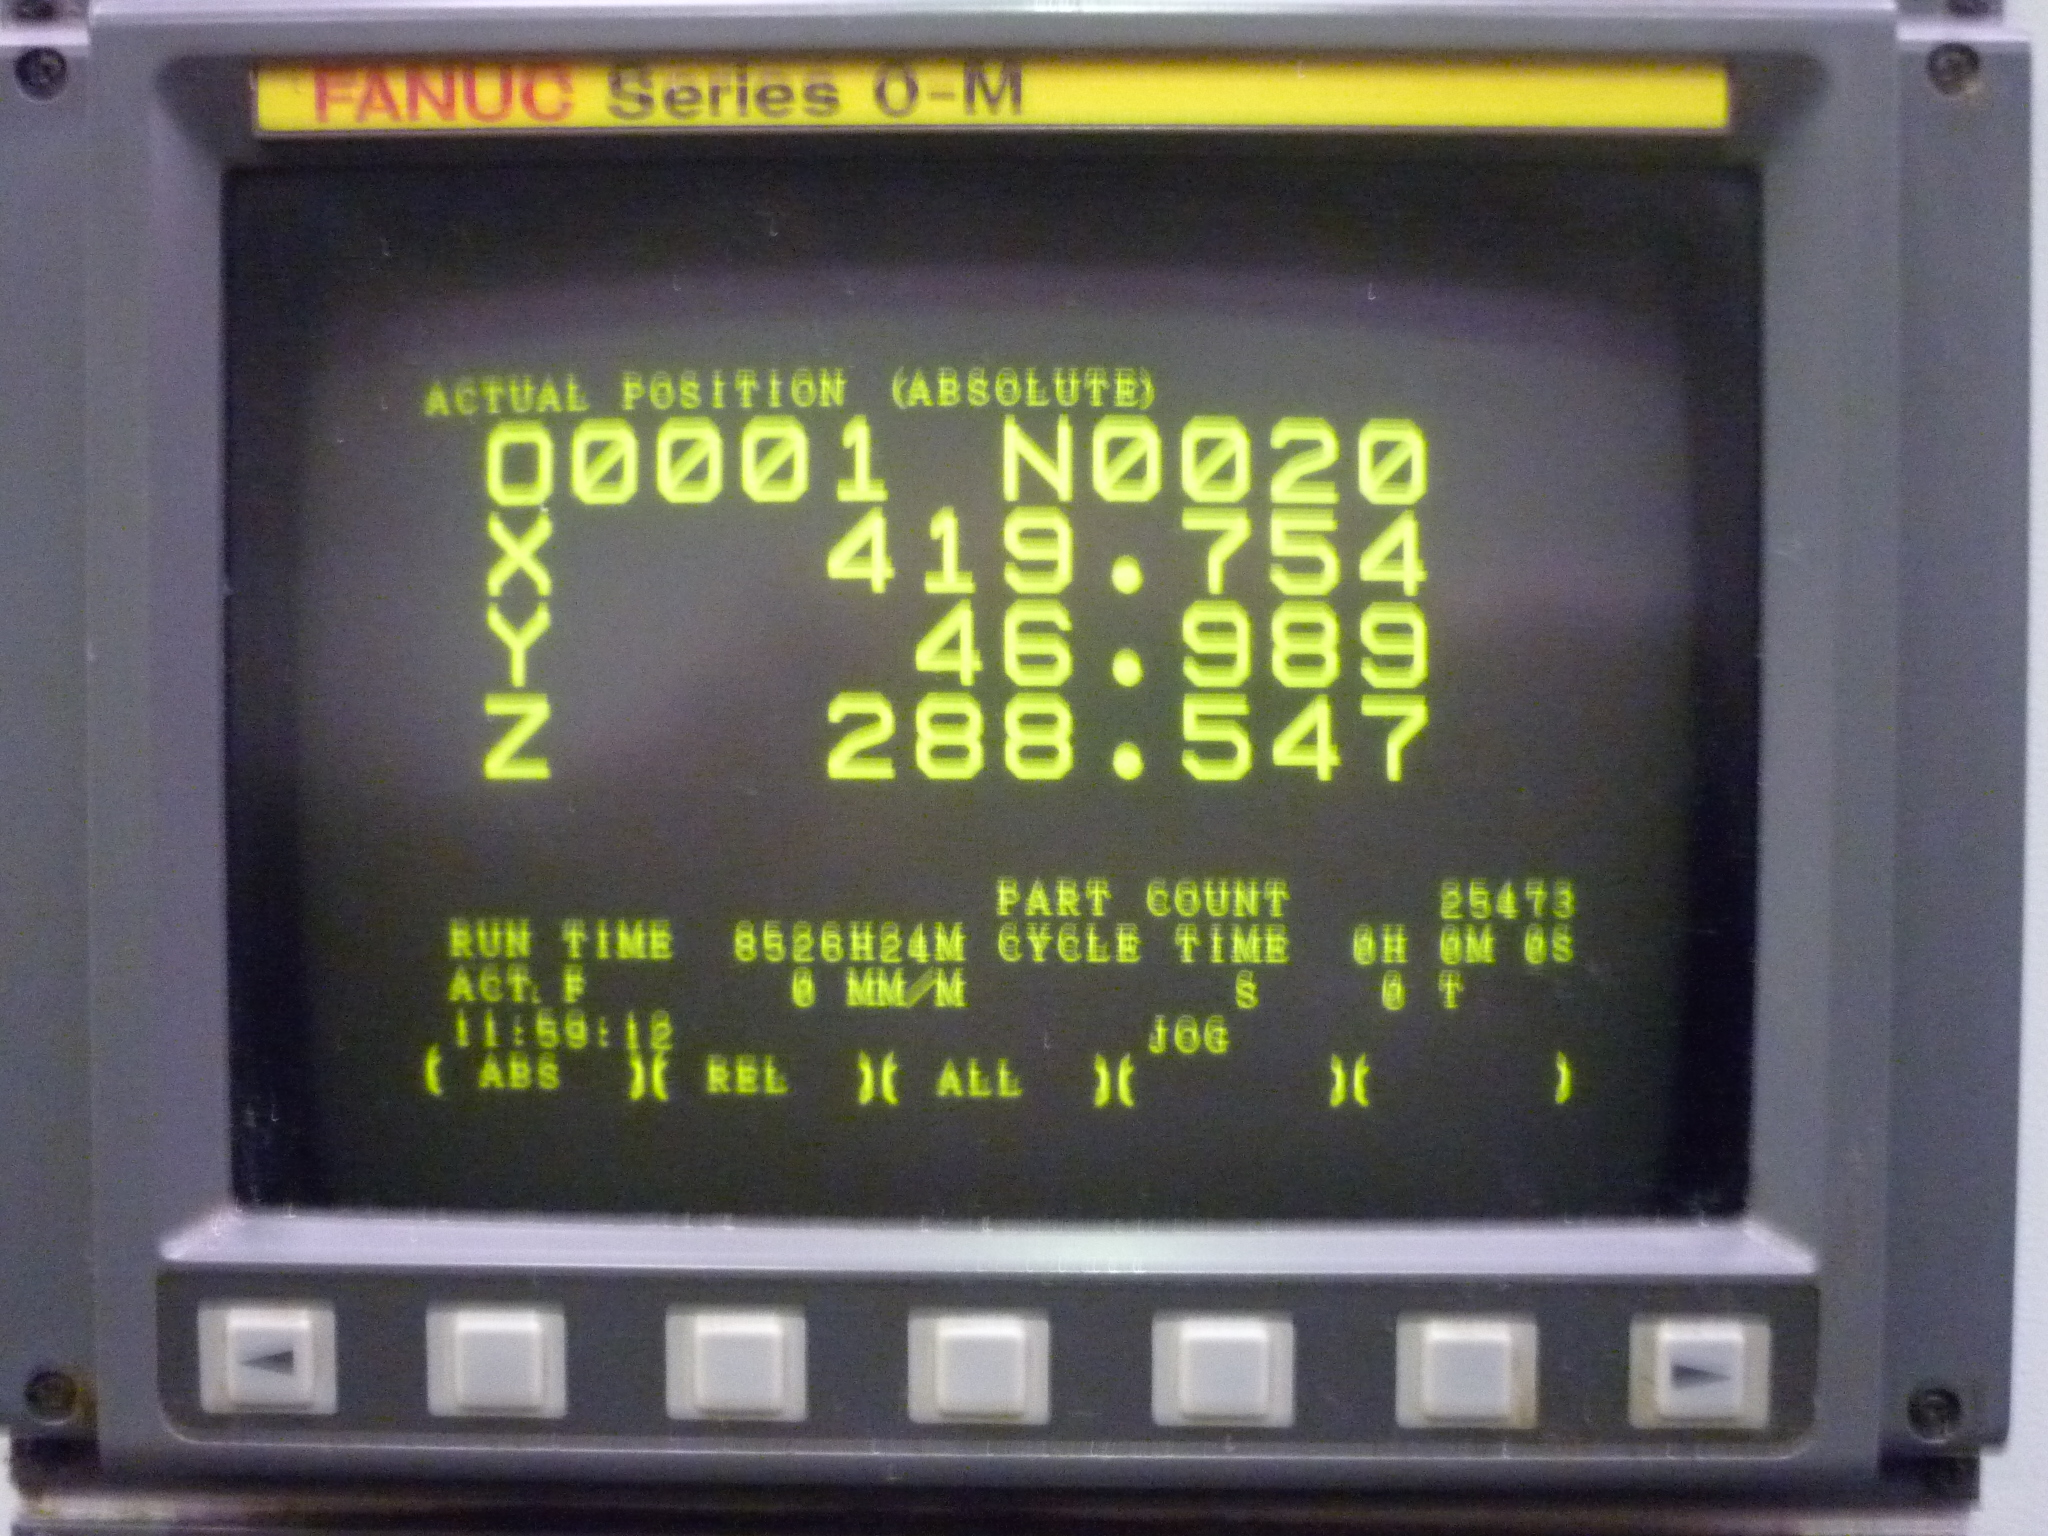 FANUC Series 0-M
ACTUAL POSITION (ABSOLUTE)
O0001 N0020
X 419.754
Y 46.989
Z 288.547
PART COUNT 25473
RUN TIME 8526H24M CYCLE TIME 0H 0M 0S
ACT. F 0 MM/M S 0 T
11:59:12 JOG
( ABS )( REL )( ALL )( )( )